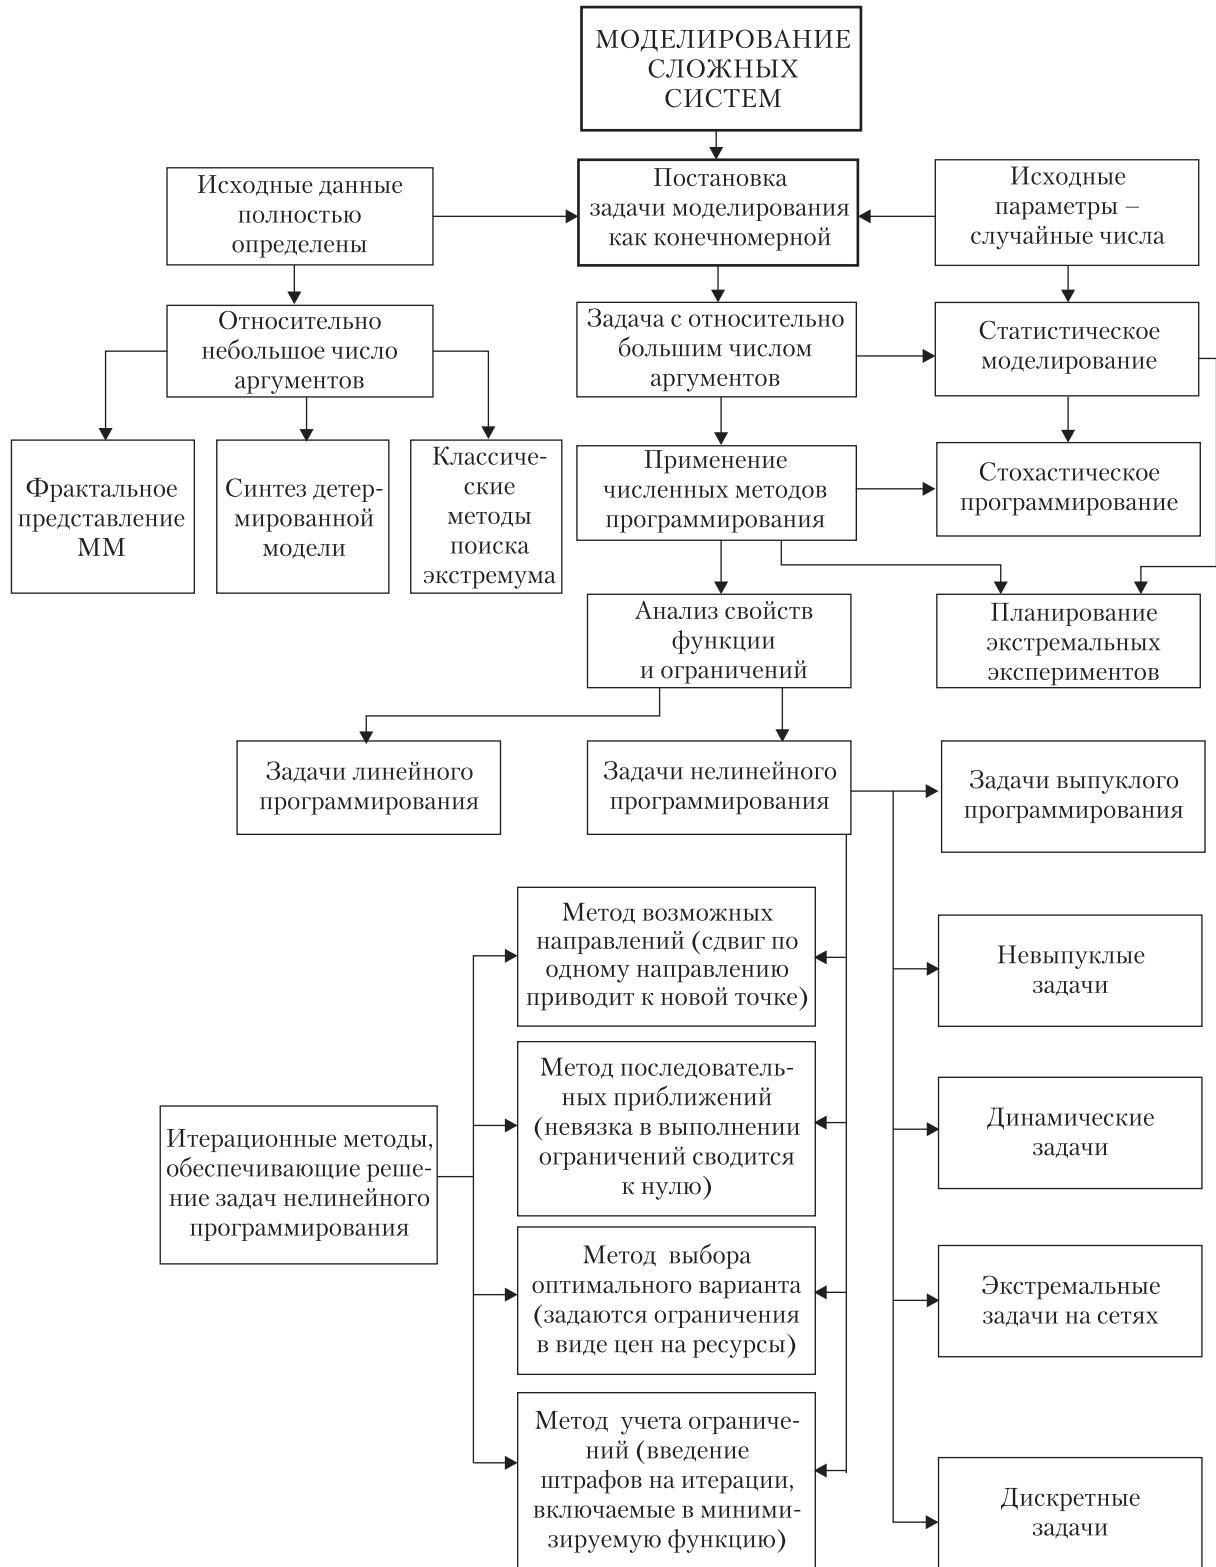 МОДЕЛИРОВАНИЕ
СЛОЖНЫХ
СИСТЕМ
Исходные данные
полностью
определены
Постановка
задачи моделирования
как конечномерной
Исходные
параметры –
случайные числа
Относительно
небольшое число
аргументов
Задача с относительно
большим числом
аргументов
Статистическое
моделирование
Фрактальное
представление
ММ
Синтез детер-
мированной
модели
Классиче-
ские
методы
поиска
экстремума
Применение
численных методов
программирования
Стохастическое
программирование
Анализ свойств
функции
и ограничений
Планирование
экстремальных
экспериментов
Задачи линейного
программирования
Задачи нелинейного
программирования
Задачи выпуклого
программирования
Метод возможных
направлений (сдвиг по
одному направлению
приводит к новой точке)
Невыпуклые
задачи
Метод последователь-
ных приближений
(невязка в выполнении
ограничений сводится
к нулю)
Динамические
задачи
Итерационные методы,
обеспечивающие реше-
ние задач нелинейного
программирования
Метод выбора
оптимального варианта
(задаются ограничения
в виде цен на ресурсы)
Экстремальные
задачи на сетях
Метод учета ограниче-
ний (введение
штрафов на итерации,
включаемые в миними-
зируемую функцию)
Дискретные
задачи